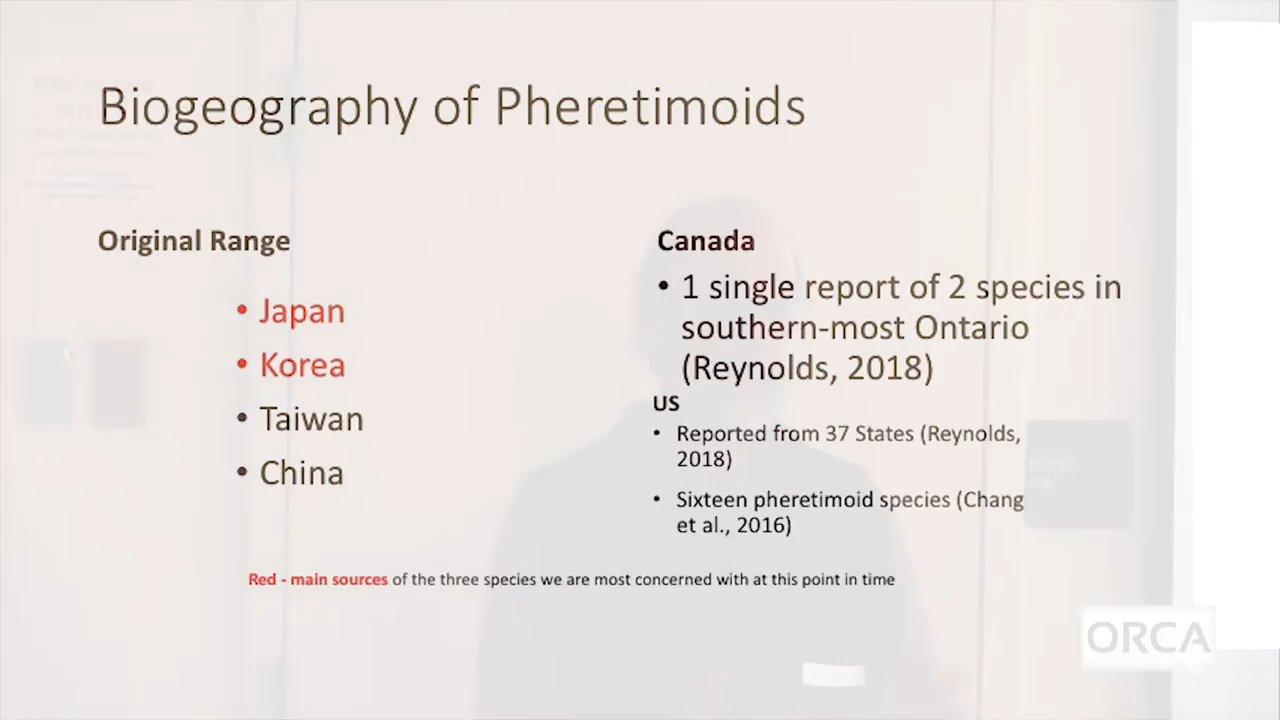 Biogeography of Pheretimoids
Original Range
• Japan
• Korea
• Taiwan
• China
Canada
• 1 single report of 2 species in
southern-most Ontario
(Reynolds, 2018)
US
• Reported from 37 States (Reynolds,
2018)
• Sixteen pheretimoid species (Chang
et al., 2016)
Red - main sources of the three species we are most concerned with at this point in time
ORCA